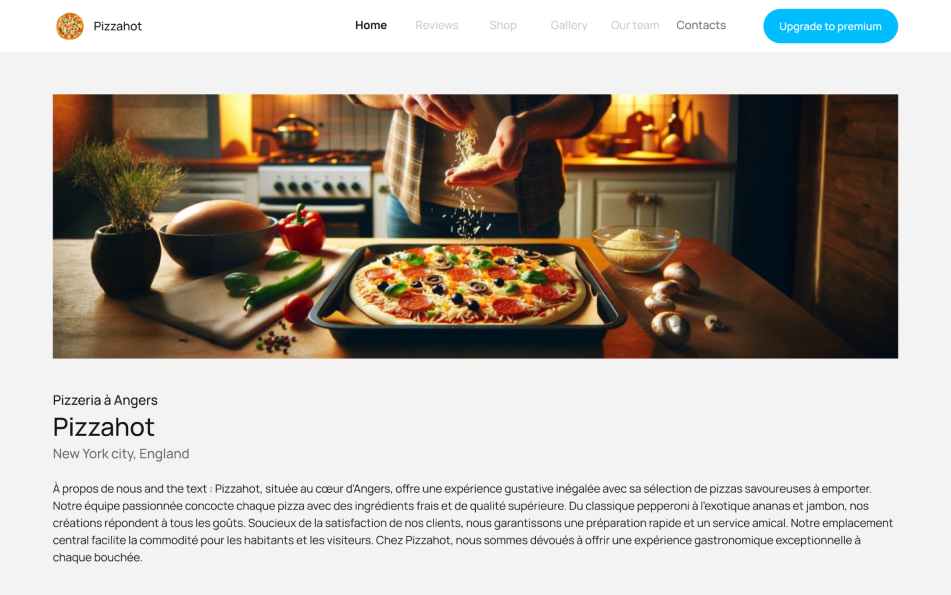 Pizzahot
Home Reviews Shop Gallery Our team Contacts
Upgrade to premium
Pizzeria à Angers
Pizzahot
New York city, England
À propos de nous and the text : Pizzahot, située au cœur d'Angers, offre une expérience gustative inégalée avec sa sélection de pizzas savoureuses à emporter.
Notre équipe passionnée concocte chaque pizza avec des ingrédients frais et de qualité supérieure. Du classique pepperoni à l'exotique ananas et jambon, nos
créations répondent à tous les goûts. Soucieux de la satisfaction de nos clients, nous garantissons une préparation rapide et un service amical. Notre emplacement
central facilite la commodité pour les habitants et les visiteurs. Chez Pizzahot, nous sommes dévoués à offrir une expérience gastronomique exceptionnelle à
chaque bouchée.